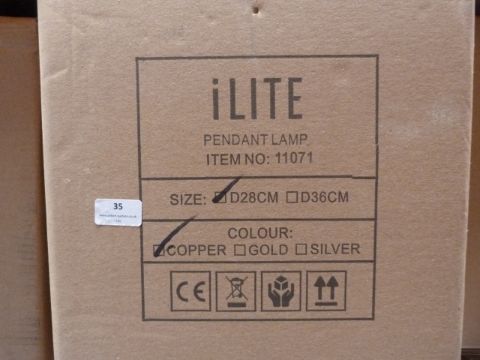 iLITE
PENDANT LAMP
ITEM NO: 11071
SIZE: ☑D28CM ☐D36CM
35
COLOUR:
☑COPPER ☐GOLD ☐SILVER
CE